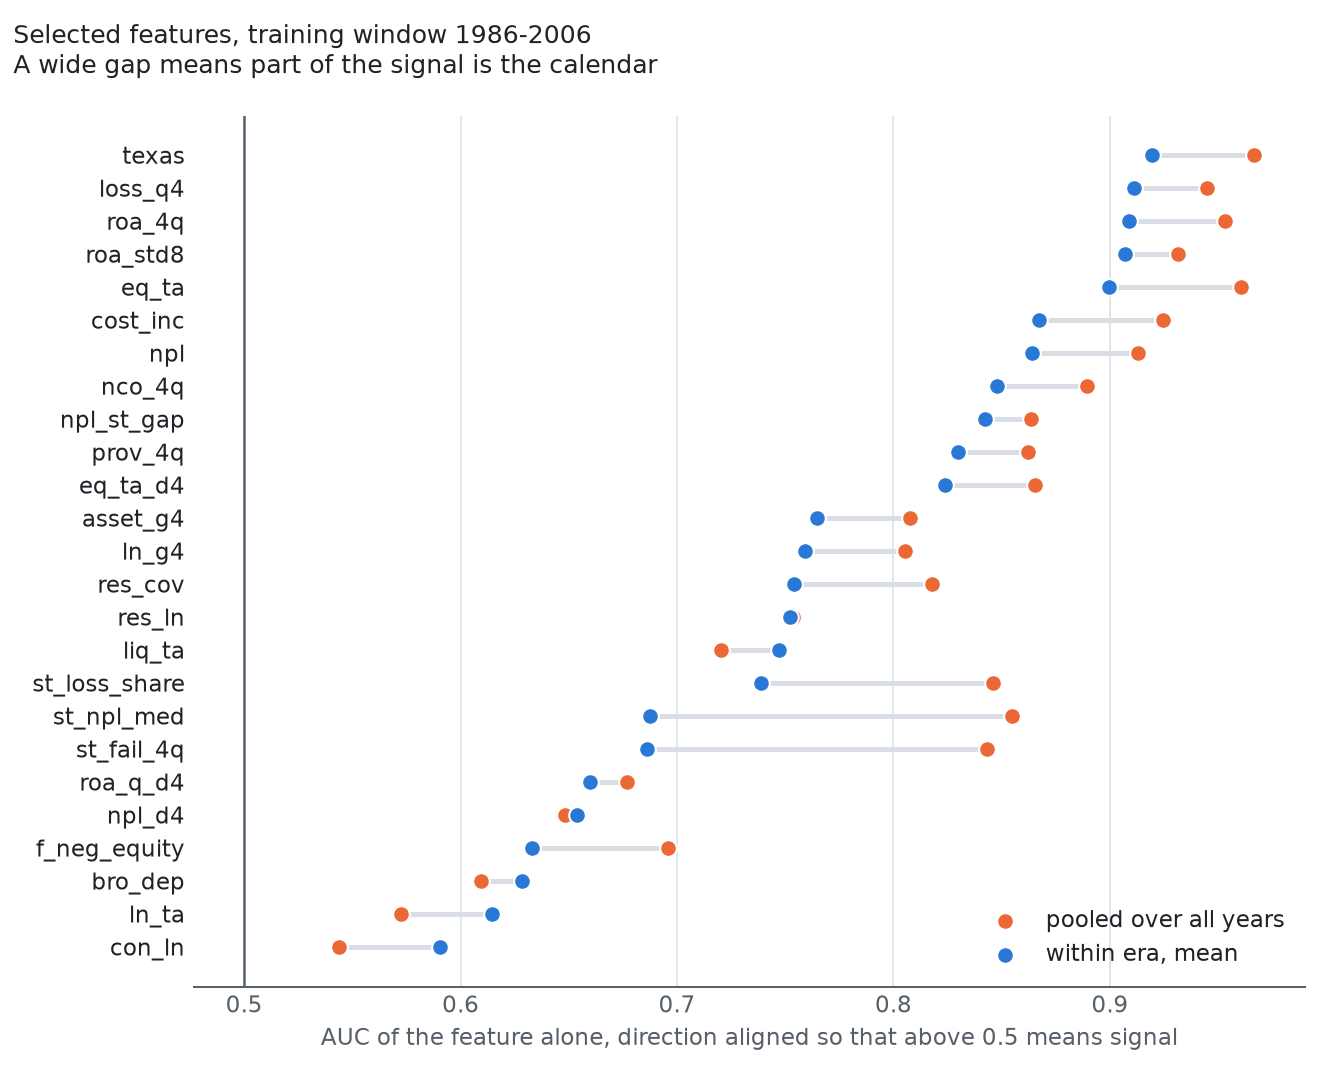 Selected features, training window 1986-2006
A wide gap means part of the signal is the calendar
texas
loss_q4
roa_4q
roa_std8
eq_ta
cost_inc
npl
nco_4q
npl_st_gap
prov_4q
eq_ta_d4
asset_g4
ln_g4
res_cov
res_ln
liq_ta
st_loss_share
st_npl_med
st_fail_4q
roa_q_d4
npl_d4
f_neg_equity
bro_dep
ln_ta
con_ln
pooled over all years
within era, mean
0.5 0.6 0.7 0.8 0.9
AUC of the feature alone, direction aligned so that above 0.5 means signal